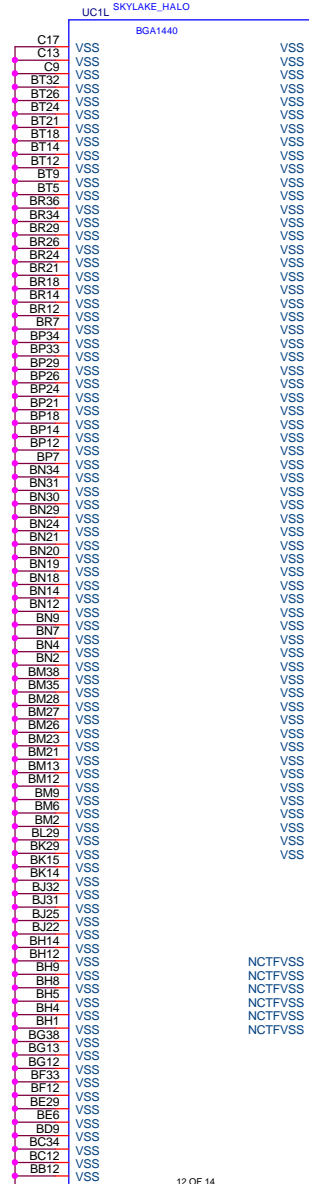 UC1L SKYLAKE_HALO
BGA1440
C17 VSS VSS
C13 VSS VSS
C9 VSS VSS
BT32 VSS VSS
BT26 VSS VSS
BT24 VSS VSS
BT21 VSS VSS
BT18 VSS VSS
BT14 VSS VSS
BT12 VSS VSS
BT9 VSS VSS
BT5 VSS VSS
BR36 VSS VSS
BR34 VSS VSS
BR29 VSS VSS
BR26 VSS VSS
BR24 VSS VSS
BR21 VSS VSS
BR18 VSS VSS
BR14 VSS VSS
BR12 VSS VSS
BR7 VSS VSS
BP34 VSS VSS
BP33 VSS VSS
BP29 VSS VSS
BP26 VSS VSS
BP24 VSS VSS
BP21 VSS VSS
BP18 VSS VSS
BP14 VSS VSS
BP12 VSS VSS
BP7 VSS VSS
BN34 VSS VSS
BN31 VSS VSS
BN30 VSS VSS
BN29 VSS VSS
BN24 VSS VSS
BN21 VSS VSS
BN20 VSS VSS
BN19 VSS VSS
BN18 VSS VSS
BN14 VSS VSS
BN12 VSS VSS
BN9 VSS VSS
BN7 VSS VSS
BN4 VSS VSS
BN2 VSS VSS
BM38 VSS VSS
BM35 VSS VSS
BM28 VSS VSS
BM27 VSS VSS
BM26 VSS VSS
BM23 VSS VSS
BM21 VSS VSS
BM13 VSS VSS
BM12 VSS VSS
BM9 VSS VSS
BM6 VSS VSS
BM2 VSS VSS
BL29 VSS VSS
BK29 VSS VSS
BK15 VSS
BK14 VSS
BJ32 VSS
BJ31 VSS
BJ25 VSS
BJ22 VSS
BH14 VSS
BH12 VSS
BH9 VSS NCTFVSS
BH8 VSS NCTFVSS
BH5 VSS NCTFVSS
BH4 VSS NCTFVSS
BH1 VSS NCTFVSS
BG38 VSS NCTFVSS
BG13 VSS
BG12 VSS
BF33 VSS
BF12 VSS
BE29 VSS
BE6 VSS
BD9 VSS
BC34 VSS
BC12 VSS
BB12 VSS
12 OF 14